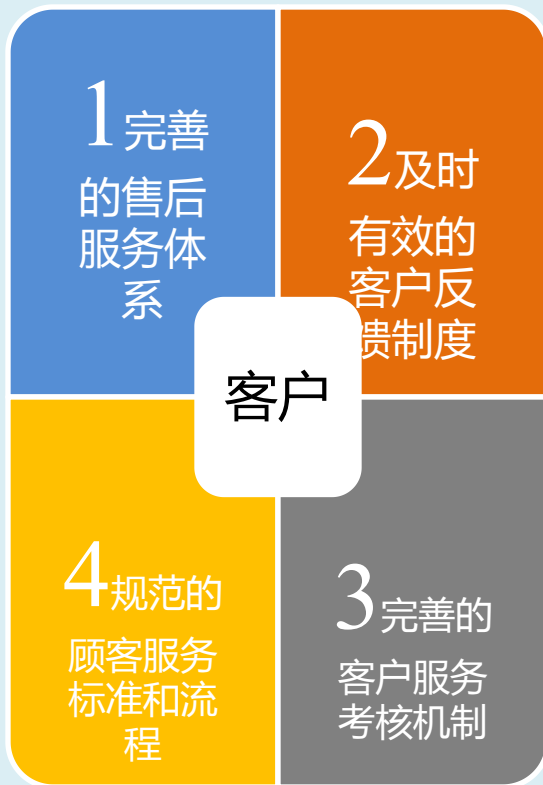 1完善
的售后
服务体
系
2及时
有效的
客户反
馈制度
客户
4规范的
顾客服务
标准和流
程
3完善的
客户服务
考核机制